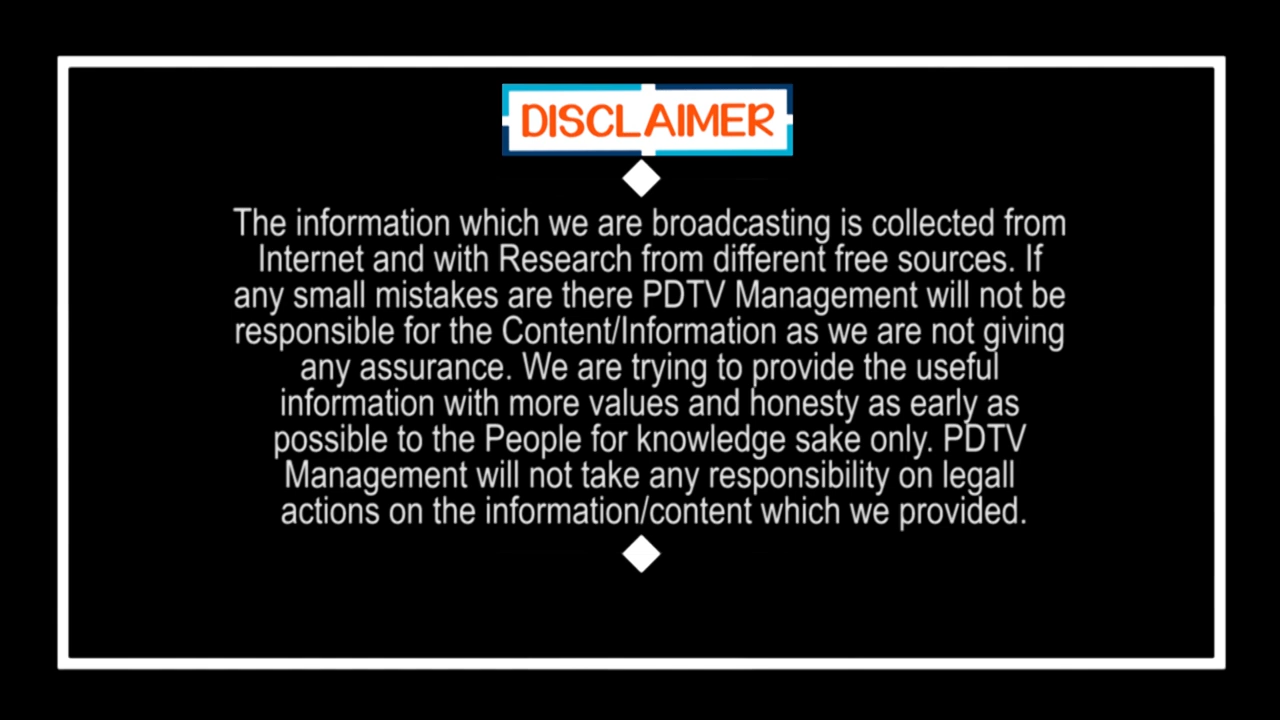 DISCLAIMER
The information which we are broadcasting is collected from
Internet and with Research from different free sources. If
any small mistakes are there PDTV Management will not be
responsible for the Content/Information as we are not giving
any assurance. We are trying to provide the useful
information with more values and honesty as early as
possible to the People for knowledge sake only. PDTV
Management will not take any responsibility on legall
actions on the information/content which we provided.